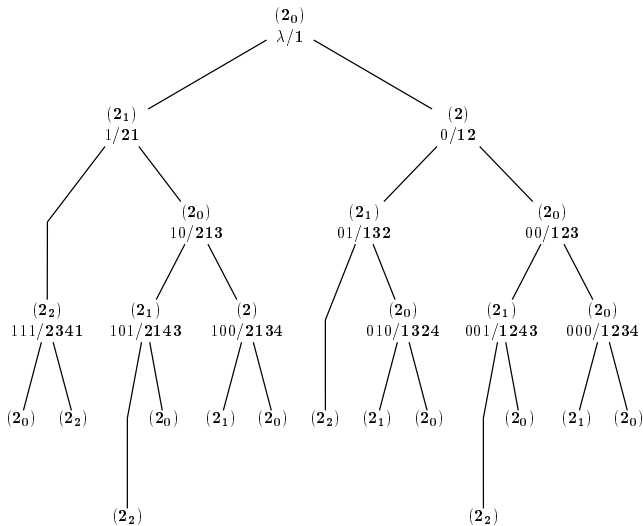 (2₀)
λ/1
(2₁) (2)
1/21 0/12
(2₀) (2₁) (2₀)
10/213 01/132 00/123
(2₂) (2₁) (2) (2₀) (2₁) (2₀)
111/2341 101/2143 100/2134 010/1324 001/1243 000/1234
(2₀) (2₂) (2₀) (2₁) (2₀) (2₂) (2₁) (2₀) (2₀) (2₁) (2₀)
(2₂) (2₂)